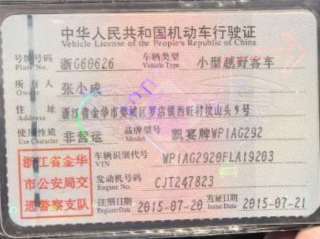 中华人民共和国机动车行驶证
Vehicle License of the People's Republic of China
号牌号码 浙G60626 车辆类型 小型越野客车
Plate No. Vehicle Type
所有人 张小成
Owner
住址 浙江省金华市婺城区罗店镇西旺村坟山头9号
Address
使用性质 非营运 品牌型号 凯宴牌WP1AG292
Use Character Model
浙江省金华
市公安局交
通警察支队
车辆识别代号 WP1AG2920FLA19203
VIN
发动机号码 CJT247823
Engine No.
注册日期 2015-07-20 发证日期 2015-07-21
Register Date Issue Date